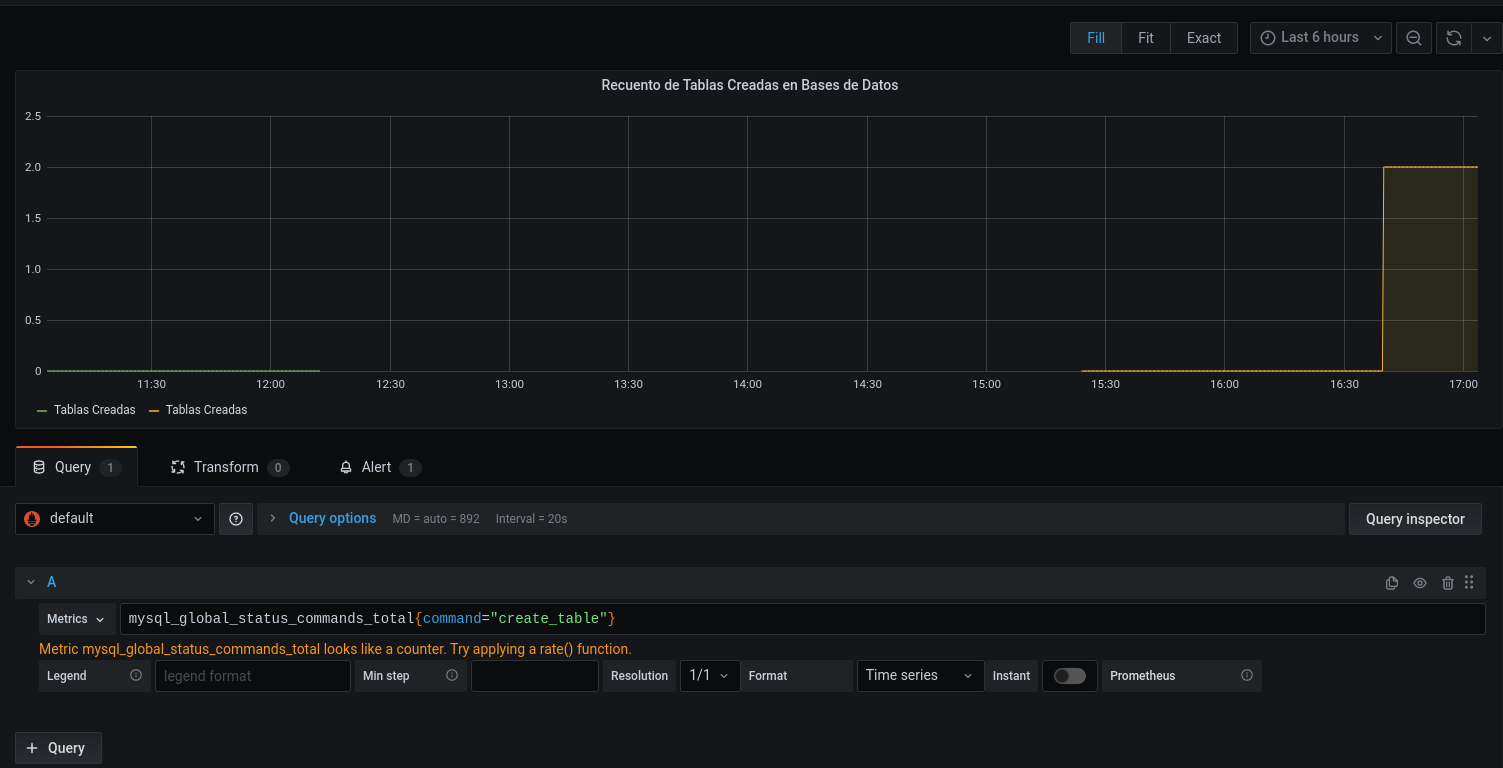 Fill Fit Exact Last 6 hours
Recuento de Tablas Creadas en Bases de Datos
2.5
2.0
1.5
1.0
0.5
0
11:30 12:00 12:30 13:00 13:30 14:00 14:30 15:00 15:30 16:00 16:30 17:00
Tablas Creadas Tablas Creadas
Query 1 Transform 0 Alert 1
default Query options MD = auto = 892 Interval = 20s Query inspector
A
Metrics mysql_global_status_commands_total{command="create_table"}
Metric mysql_global_status_commands_total looks like a counter. Try applying a rate() function.
Legend legend format Min step Resolution 1/1 Format Time series Instant Prometheus
+ Query